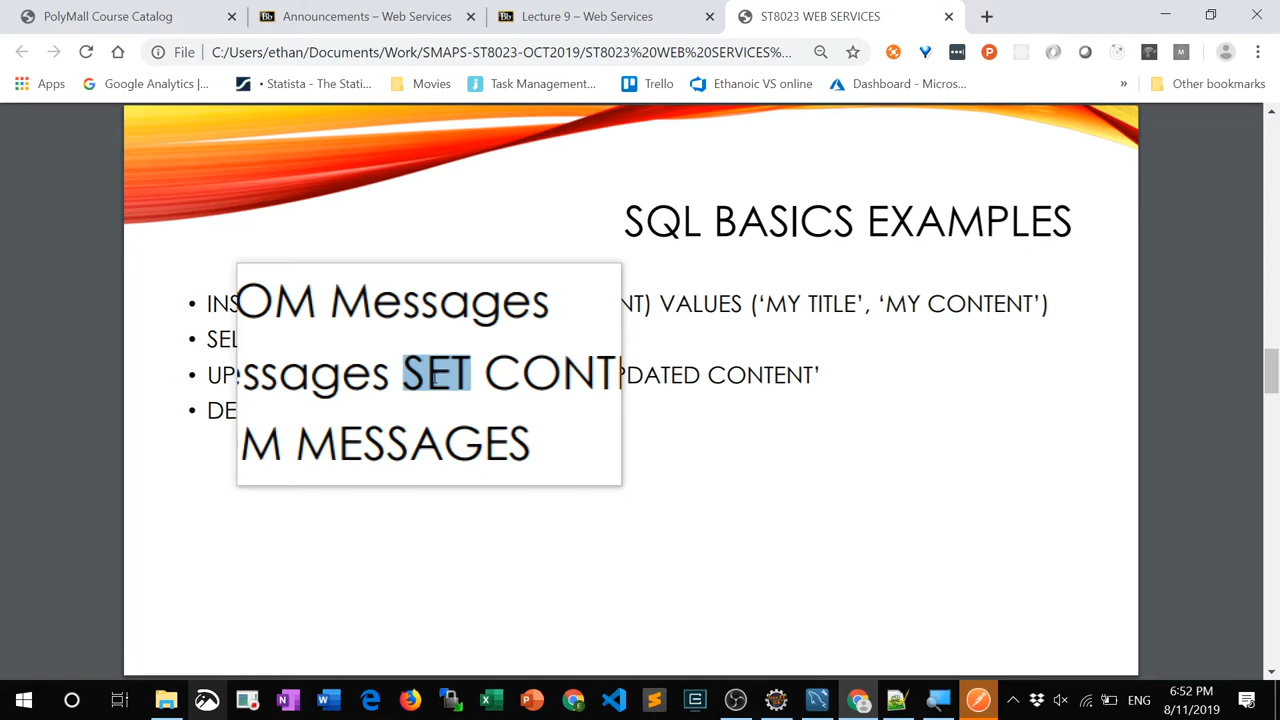 PolyMall Course Catalog
Announcements – Web Services
Lecture 9 – Web Services
ST8023 WEB SERVICES
File
C:/Users/ethan/Documents/Work/SMAPS-ST8023-OCT2019/ST8023%20WEB%20SERVICES%...
Apps
Google Analytics |...
• Statista - The Stati...
Movies
Task Management...
Trello
Ethanoic VS online
Dashboard - Micros...
»
Other bookmarks
SQL BASICS EXAMPLES
• INS
NT) VALUES (‘MY TITLE’, ‘MY CONTENT’)
OM Messages
• SEL
• UP
ssages SET CONT
PDATED CONTENT’
• DE
M MESSAGES
ENG
6:52 PM
8/11/2019